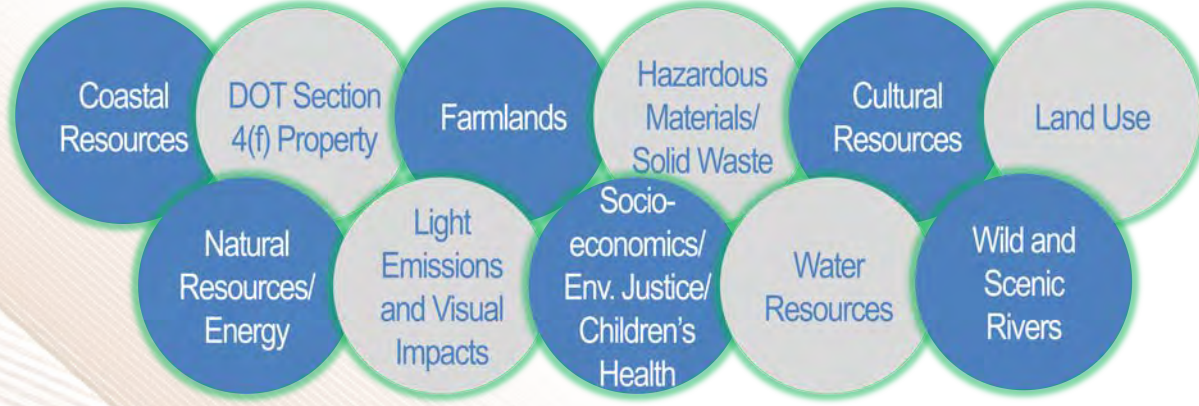 Coastal
Resources
DOT Section
4(f) Property
Farmlands
Hazardous
Materials/
Solid Waste
Cultural
Resources
Land Use
Natural
Resources/
Energy
Light
Emissions
and Visual
Impacts
Socio-
economics/
Env. Justice/
Children's
Health
Water
Resources
Wild and
Scenic
Rivers